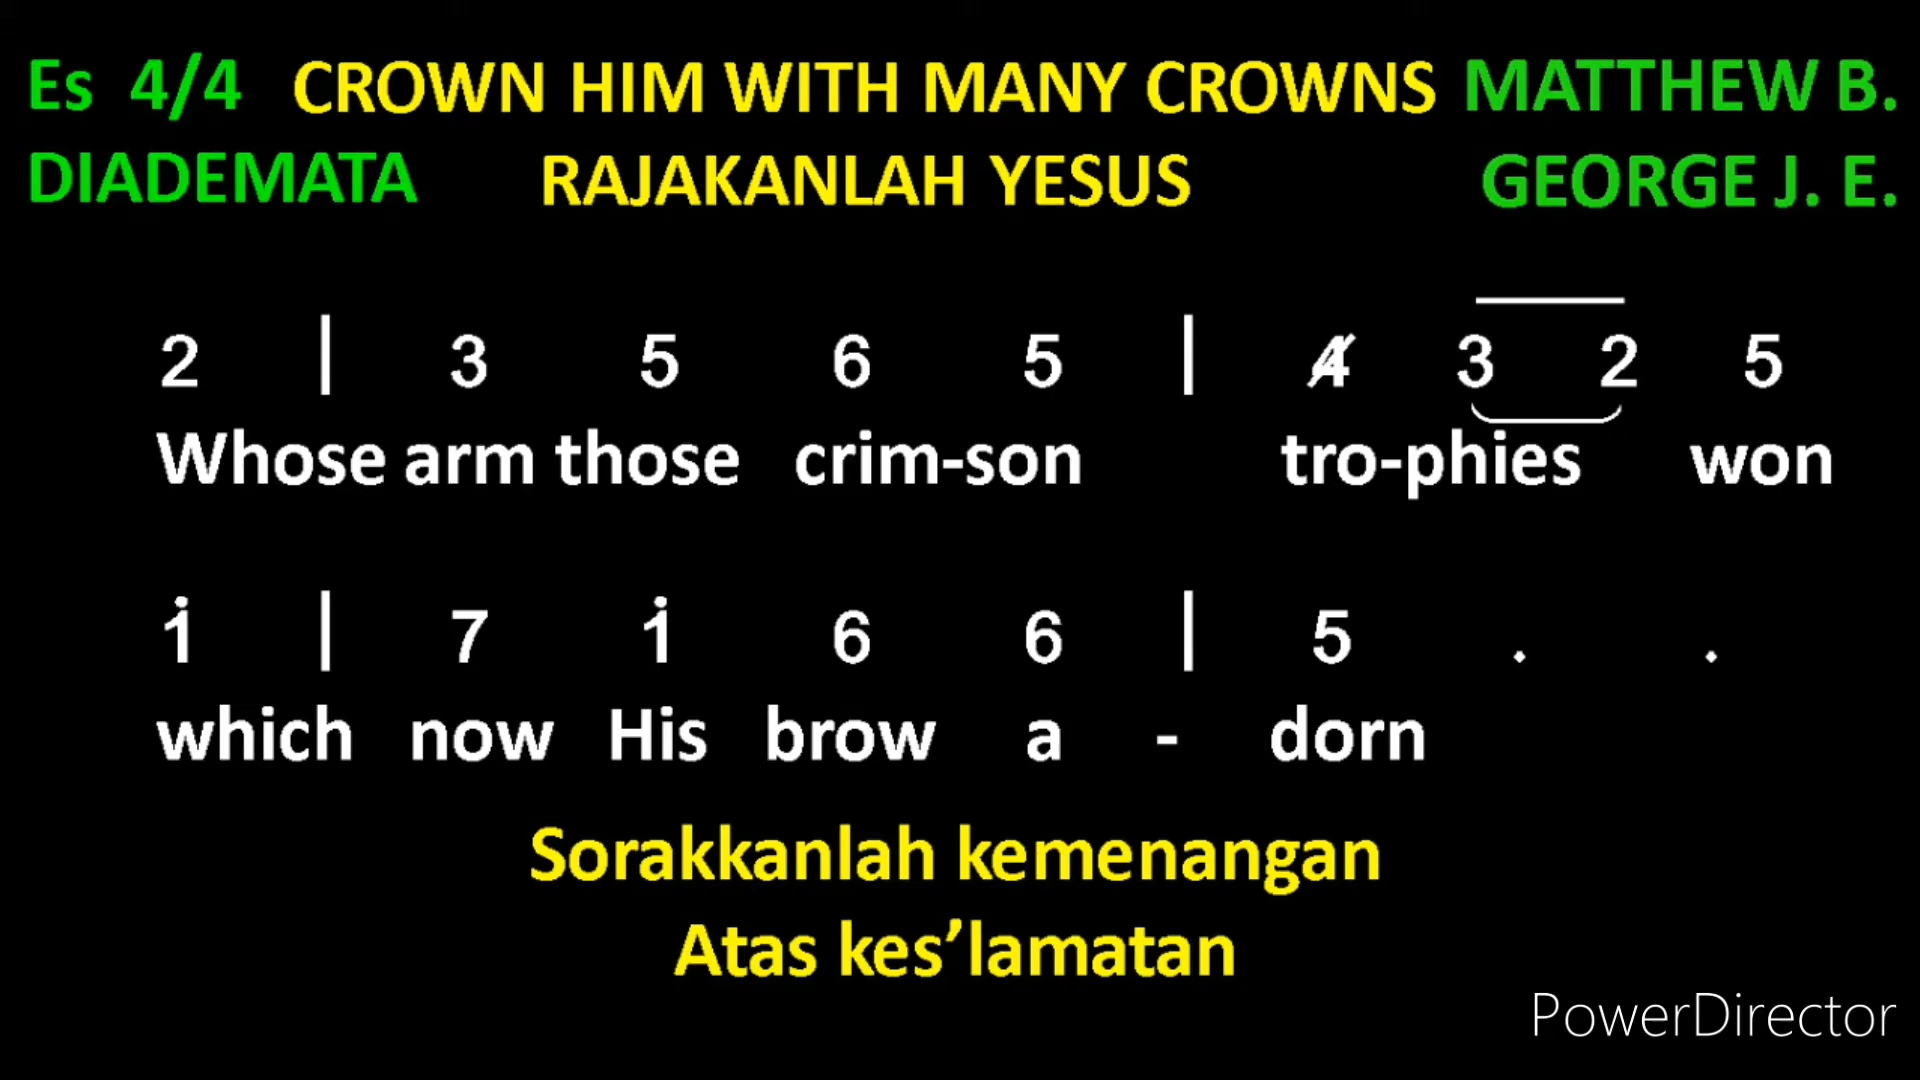 Es 4/4 CROWN HIM WITH MANY CROWNS MATTHEW B.
DIADEMATA RAJAKANLAH YESUS GEORGE J. E.
2 | 3 5 6 5 | 4̸ 3 2 5
Whose arm those crim-son tro-phies won
1̇ | 7 1̇ 6 6 | 5 . .
which now His brow a - dorn
Sorakkanlah kemenangan
Atas kes’lamatan
PowerDirector